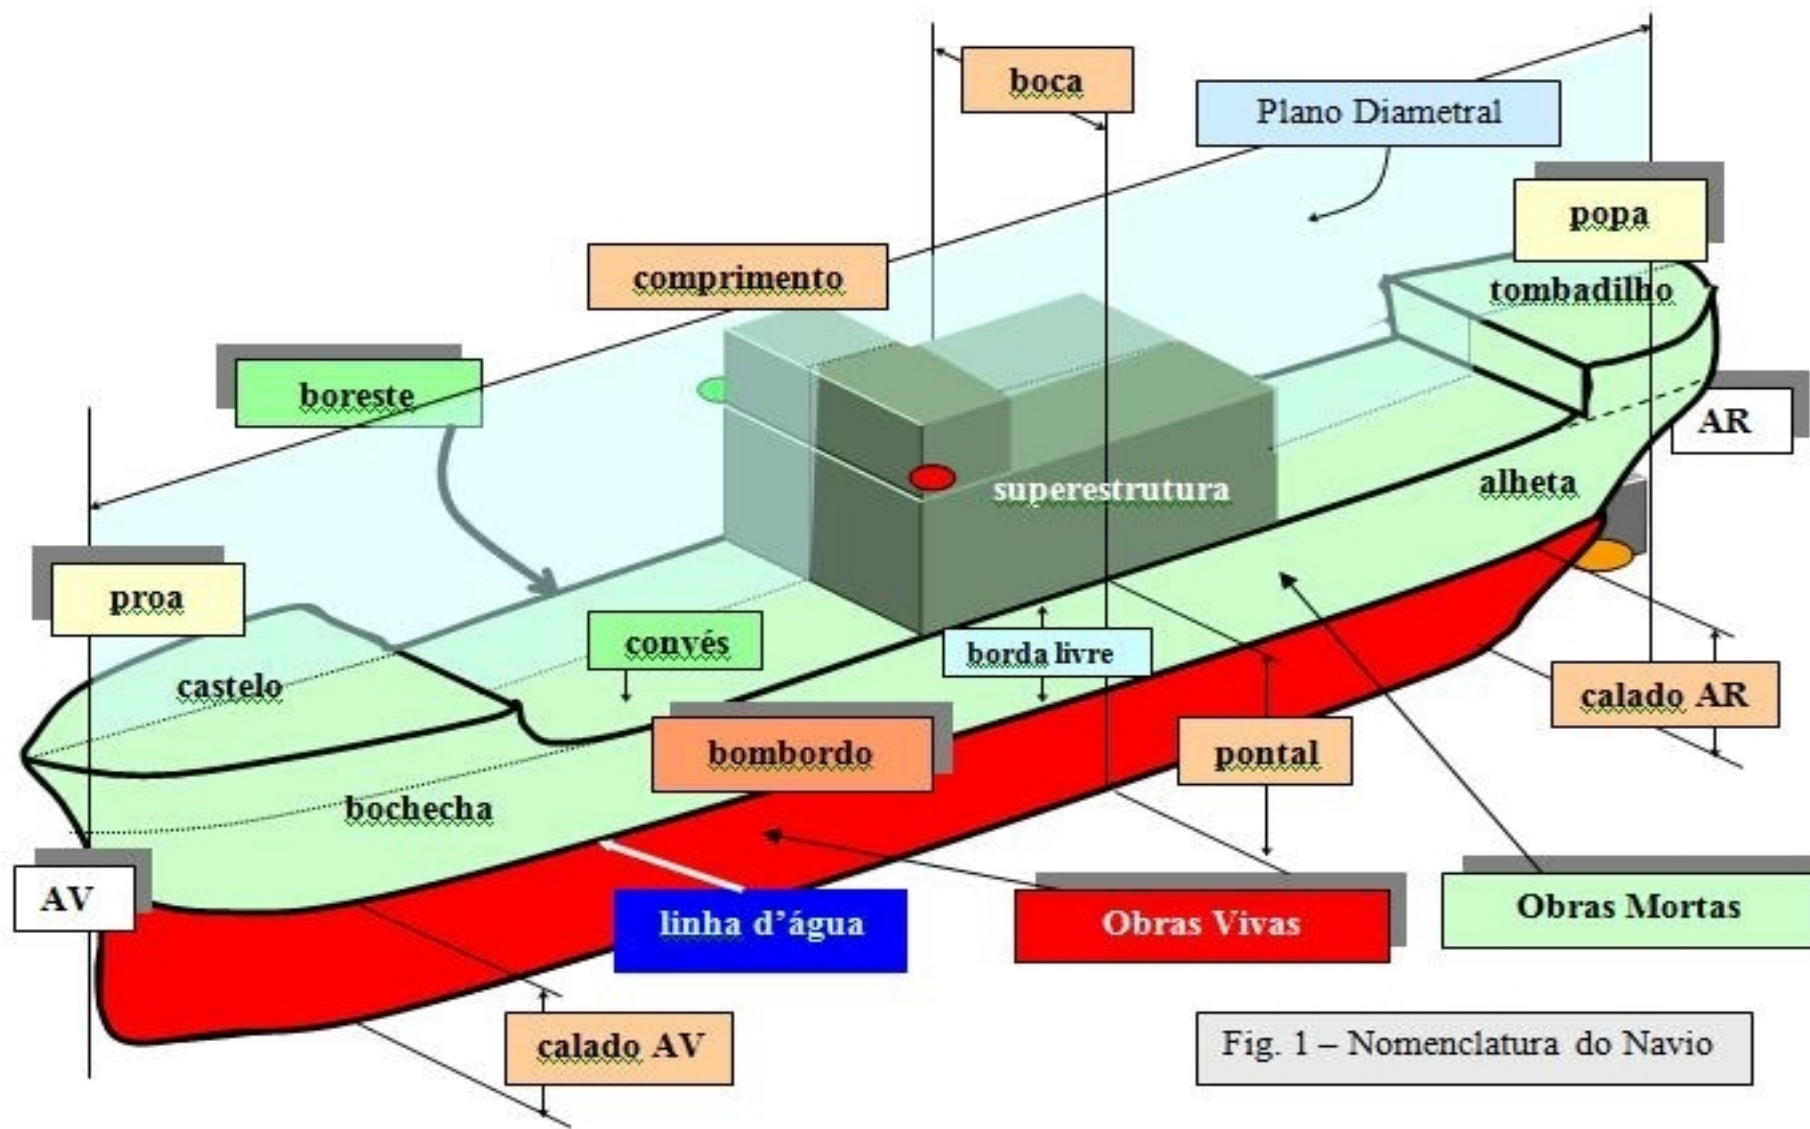 boca
Plano Diametral
popa
comprimento
tombadilho
boreste
AR
superestrutura
alheta
proa
convés
borda livre
castelo
calado AR
bombordo
pontal
bochecha
AV
linha d’água
Obras Vivas
Obras Mortas
calado AV
Fig. 1 – Nomenclatura do Navio